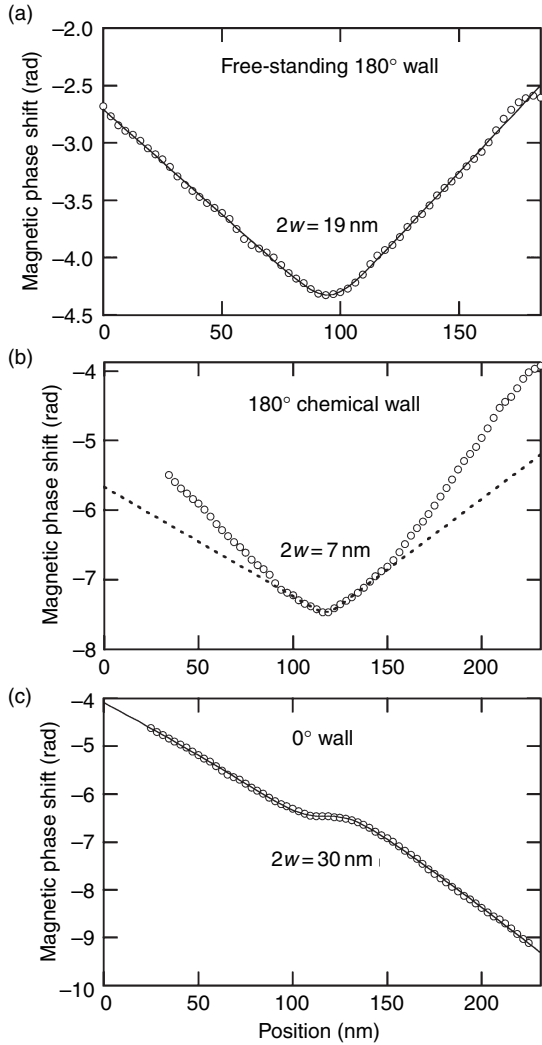 (a)
−2.0
−2.5
−3.0
−3.5
−4.0
−4.5
Magnetic phase shift (rad)
Free-standing 180° wall
2w = 19 nm
0
50
100
150
(b)
−4
−5
−6
−7
−8
Magnetic phase shift (rad)
180° chemical wall
2w = 7 nm
0
50
100
150
200
(c)
−4
−5
−6
−7
−8
−9
−10
Magnetic phase shift (rad)
0° wall
2w = 30 nm
0
50
100
150
200
Position (nm)